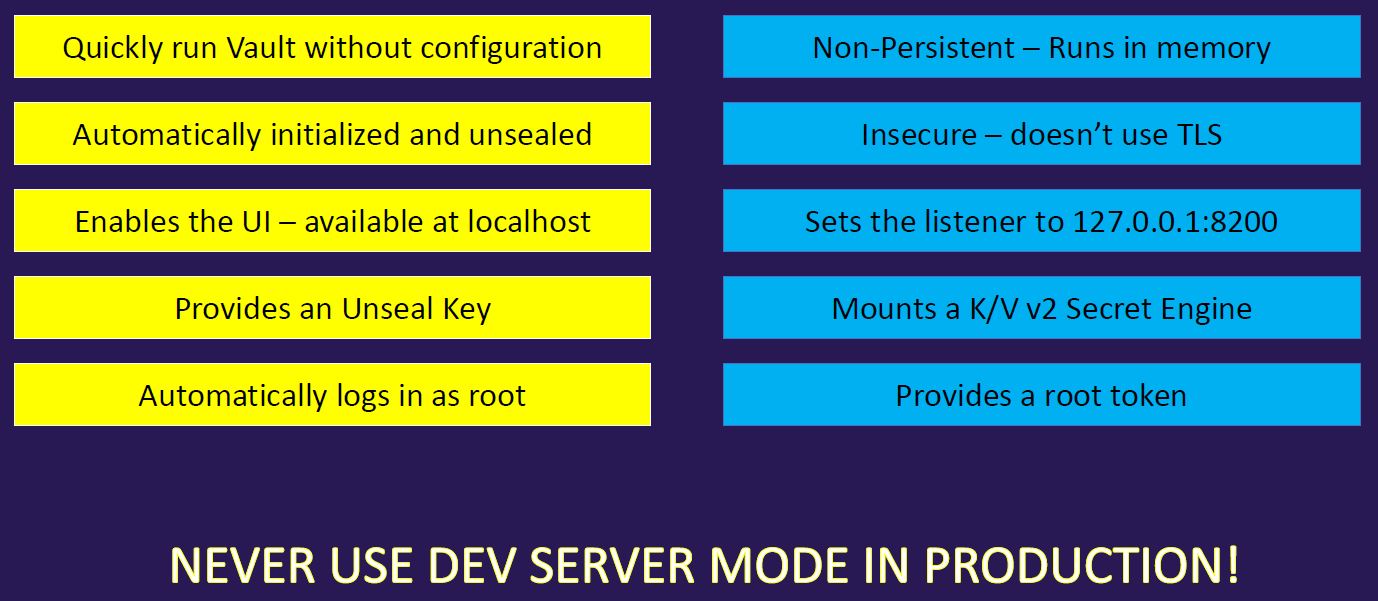 Quickly run Vault without configuration
Non-Persistent – Runs in memory
Automatically initialized and unsealed
Insecure – doesn’t use TLS
Enables the UI – available at localhost
Sets the listener to 127.0.0.1:8200
Provides an Unseal Key
Mounts a K/V v2 Secret Engine
Automatically logs in as root
Provides a root token
NEVER USE DEV SERVER MODE IN PRODUCTION!